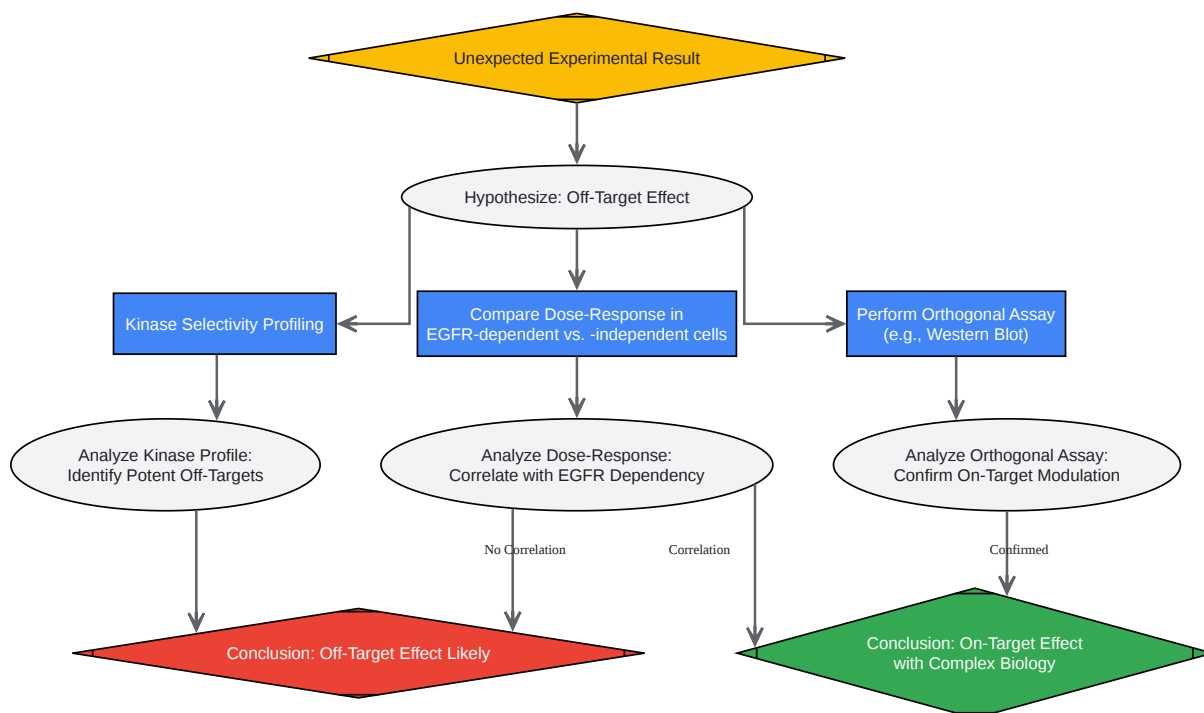 Unexpected Experimental Result
Hypothesize: Off-Target Effect
Kinase Selectivity Profiling
Compare Dose-Response in
EGFR-dependent vs. -independent cells
Perform Orthogonal Assay
(e.g., Western Blot)
Analyze Kinase Profile:
Identify Potent Off-Targets
Analyze Dose-Response:
Correlate with EGFR Dependency
Analyze Orthogonal Assay:
Confirm On-Target Modulation
No Correlation
Correlation
Confirmed
Conclusion: Off-Target Effect Likely
Conclusion: On-Target Effect
with Complex Biology